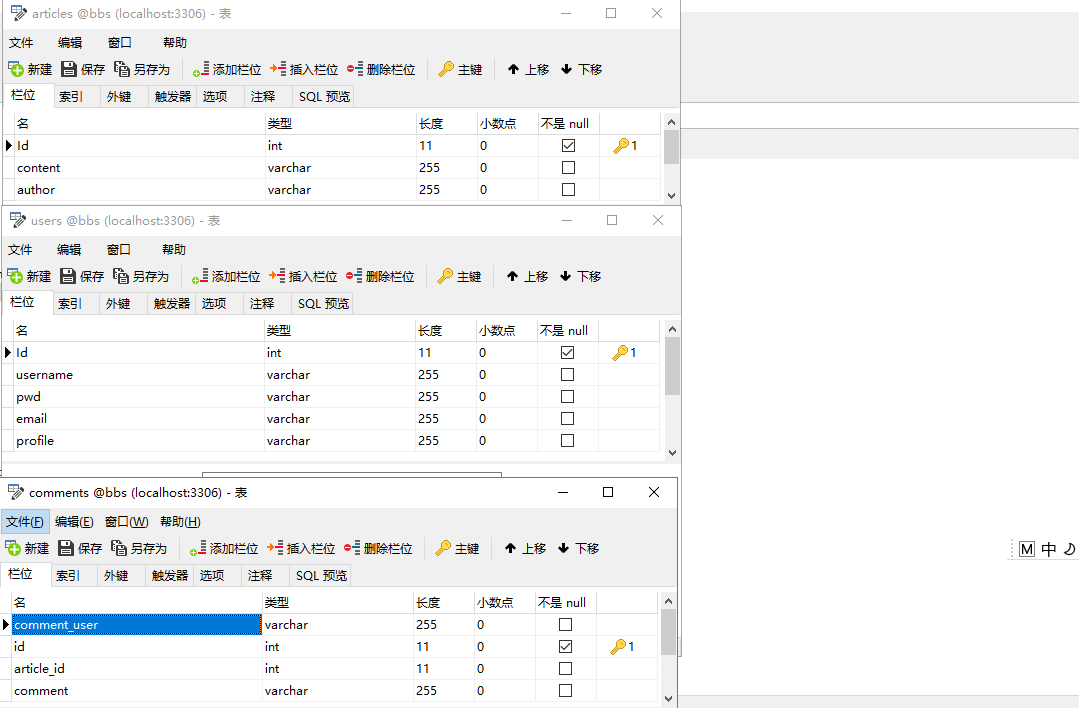 articles @bbs (localhost:3306) - 表
文件 编辑 窗口 帮助
新建 保存 另存为 添加栏位 插入栏位 删除栏位 主键 上移 下移
栏位 索引 外键 触发器 选项 注释 SQL 预览
名 类型 长度 小数点 不是 null
Id int 11 0 1
content varchar 255 0
author varchar 255 0
users @bbs (localhost:3306) - 表
文件 编辑 窗口 帮助
新建 保存 另存为 添加栏位 插入栏位 删除栏位 主键 上移 下移
栏位 索引 外键 触发器 选项 注释 SQL 预览
名 类型 长度 小数点 不是 null
Id int 11 0 1
username varchar 255 0
pwd varchar 255 0
email varchar 255 0
profile varchar 255 0
comments @bbs (localhost:3306) - 表
文件(F) 编辑(E) 窗口(W) 帮助(H)
新建 保存 另存为 添加栏位 插入栏位 删除栏位 主键 上移 下移
M 中
栏位 索引 外键 触发器 选项 注释 SQL 预览
名 类型 长度 小数点 不是 null
comment_user varchar 255 0
id int 11 0 1
article_id int 11 0
comment varchar 255 0